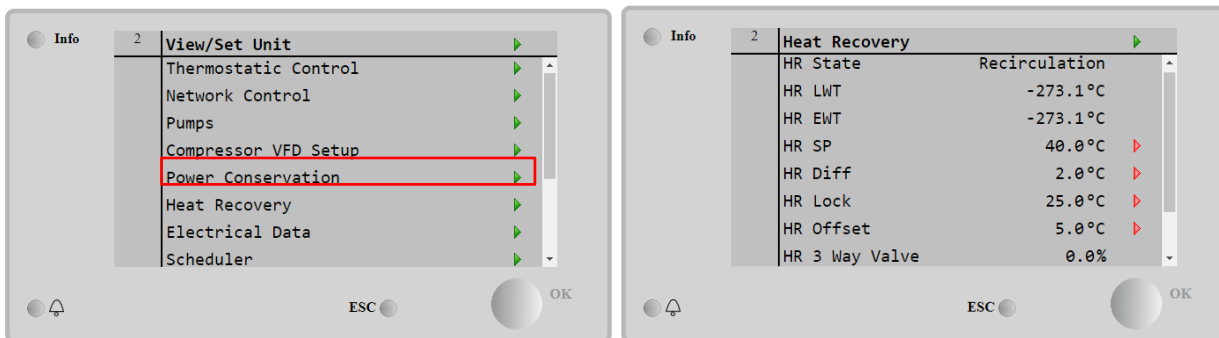 Info
2
View/Set Unit
Thermostatic Control
Network Control
Pumps
Compressor VFD Setup
Power Conservation
Heat Recovery
Electrical Data
Scheduler
ESC
OK
Info
2
Heat Recovery
HR State Recirculation
HR LWT -273.1°C
HR EWT -273.1°C
HR SP 40.0°C
HR Diff 2.0°C
HR Lock 25.0°C
HR Offset 5.0°C
HR 3 Way Valve 0.0%
ESC
OK